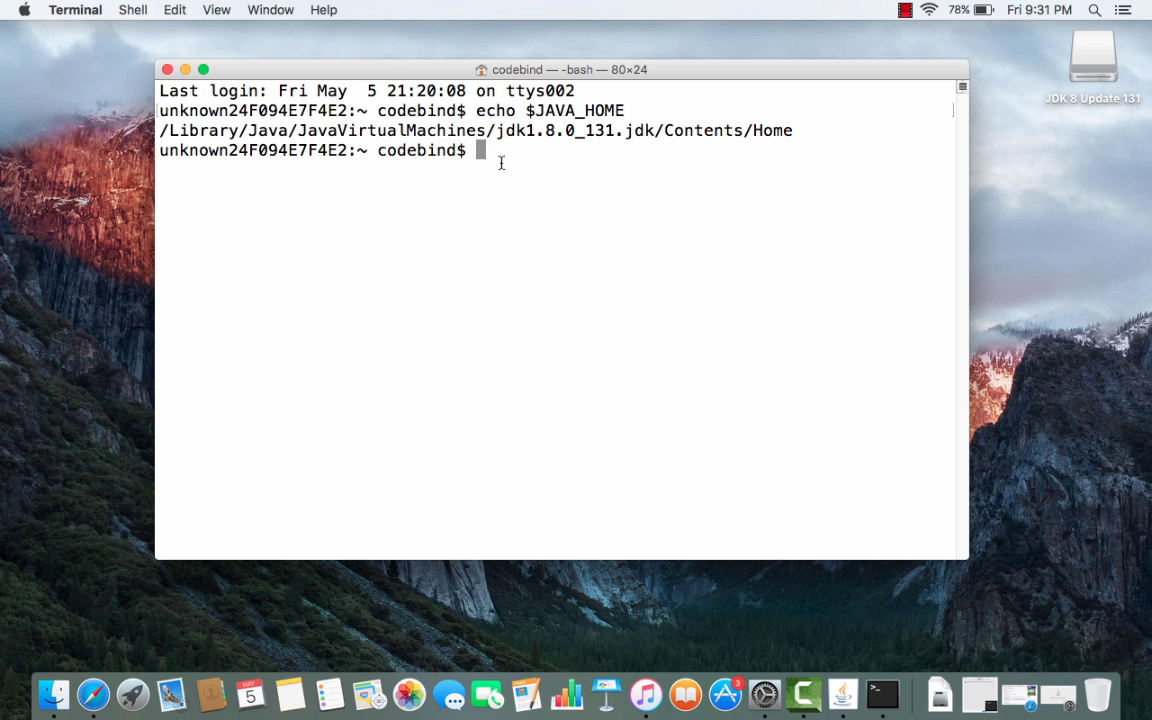 Terminal Shell Edit View Window Help 78% Fri 9:31 PM
JDK 8 Update 131
codebind — -bash — 80×24
Last login: Fri May  5 21:20:08 on ttys002
unknown24F094E7F4E2:~ codebind$ echo $JAVA_HOME
/Library/Java/JavaVirtualMachines/jdk1.8.0_131.jdk/Contents/Home
unknown24F094E7F4E2:~ codebind$
MAY
5
3